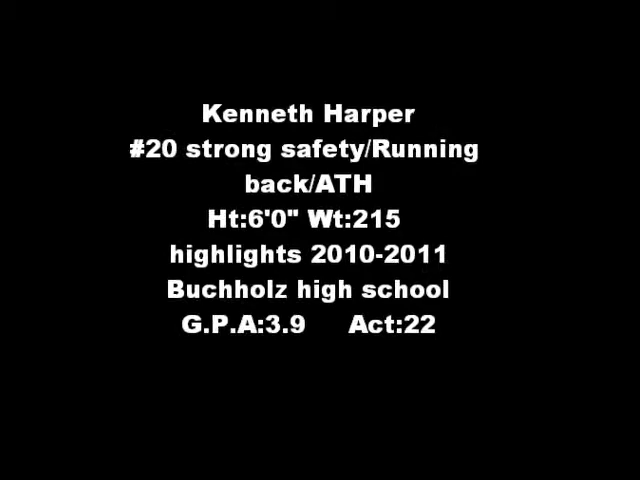 Kenneth Harper
#20 strong safety/Running
back/ATH
Ht:6'0" Wt:215
highlights 2010-2011
Buchholz high school
G.P.A:3.9 Act:22